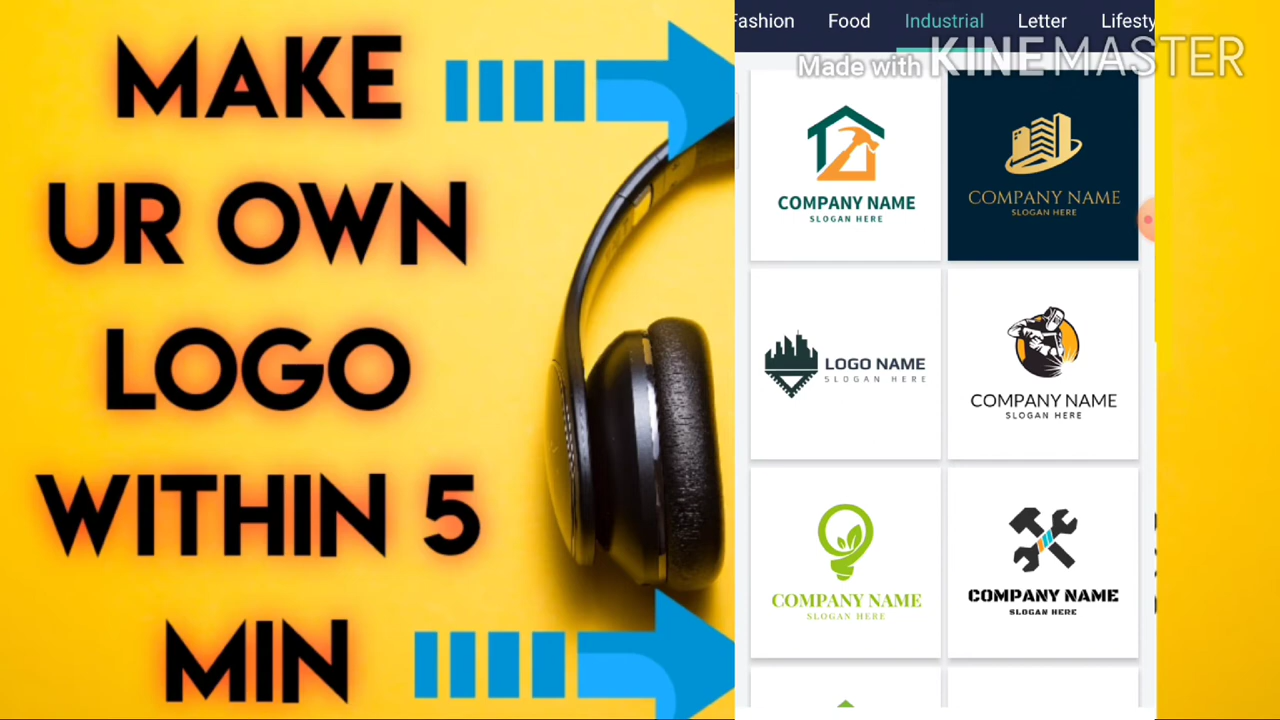 MAKE
UR OWN
LOGO
WITHIN 5
MIN
Fashion Food Industrial Letter Lifesty
Made with KINEMASTER
COMPANY NAME
SLOGAN HERE
COMPANY NAME
SLOGAN HERE
LOGO NAME
SLOGAN HERE
COMPANY NAME
SLOGAN HERE
COMPANY NAME
SLOGAN HERE
COMPANY NAME
SLOGAN HERE